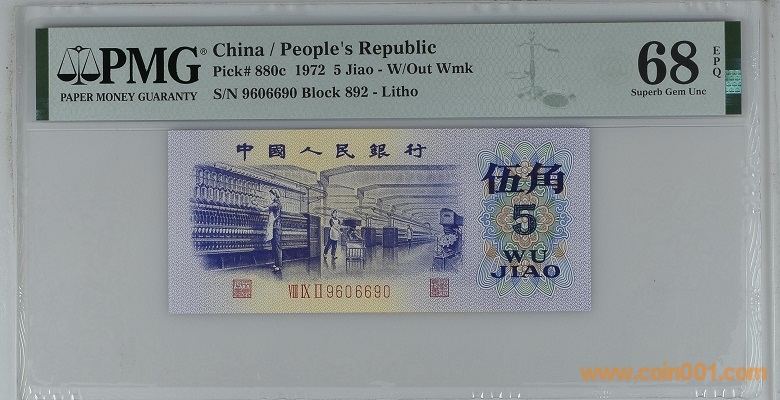 PMG®
PAPER MONEY GUARANTY
China / People's Republic
Pick# 880c 1972 5 Jiao - W/Out Wmk
S/N 9606690 Block 892 - Litho
68
EPQ
Superb Gem Unc
中國人民銀行
伍角
5
WU
JIAO
VIII IX II 9606690
www.coin001.com